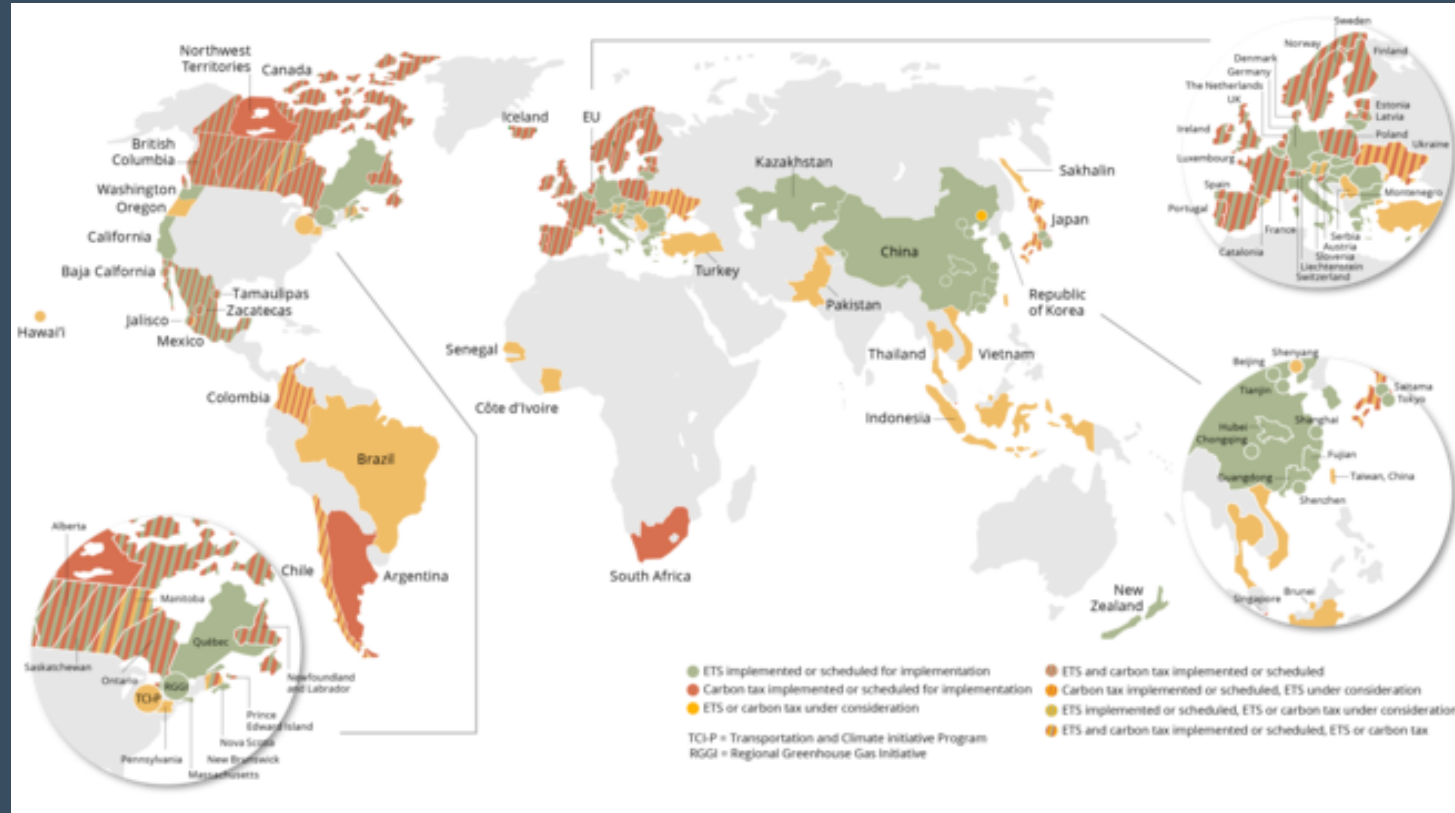 Northwest
Territories
Canada
British
Columbia
Washington
Oregon
California
Baja Calfornia
Tamaulipas
Zacatecas
Jalisco
Mexico
Hawai'i
Colombia
Brazil
Chile
Argentina
Iceland
EU
Kazakhstan
China
Turkey
Pakistan
Senegal
Côte d'Ivoire
South Africa
Thailand
Vietnam
Indonesia
Sakhalin
Japan
Republic
of Korea
New
Zealand
Sweden
Norway
Finland
Denmark
Germany
The Netherlands
UK
Estonia
Latvia
Ireland
Poland
Ukraine
Luxembourg
Spain
Montenegro
Portugal
France
Serbia
Catalonia
Austria
Slovenia
Liechtenstein
Switzerland
Beijing
Shenyang
Tianjin
Saitama
Tokyo
Shanghai
Hubei
Chongqing
Fujian
Guangdong
Taiwan, China
Shenzhen
Singapore
Brunei
Alberta
Manitoba
Québec
Saskatchewan
Ontario
RGGI
TCI-P
Newfoundland
and Labrador
Prince
Edward Island
Nova Scotia
Pennsylvania
New Brunswick
Massachusetts
ETS implemented or scheduled for implementation
Carbon tax implemented or scheduled for implementation
ETS or carbon tax under consideration
TCI-P = Transportation and Climate initiative Program
RGGI = Regional Greenhouse Gas Initiative
ETS and carbon tax implemented or scheduled
Carbon tax implemented or scheduled, ETS under consideration
ETS implemented or scheduled, ETS or carbon tax under consideration
ETS and carbon tax implemented or scheduled, ETS or carbon tax